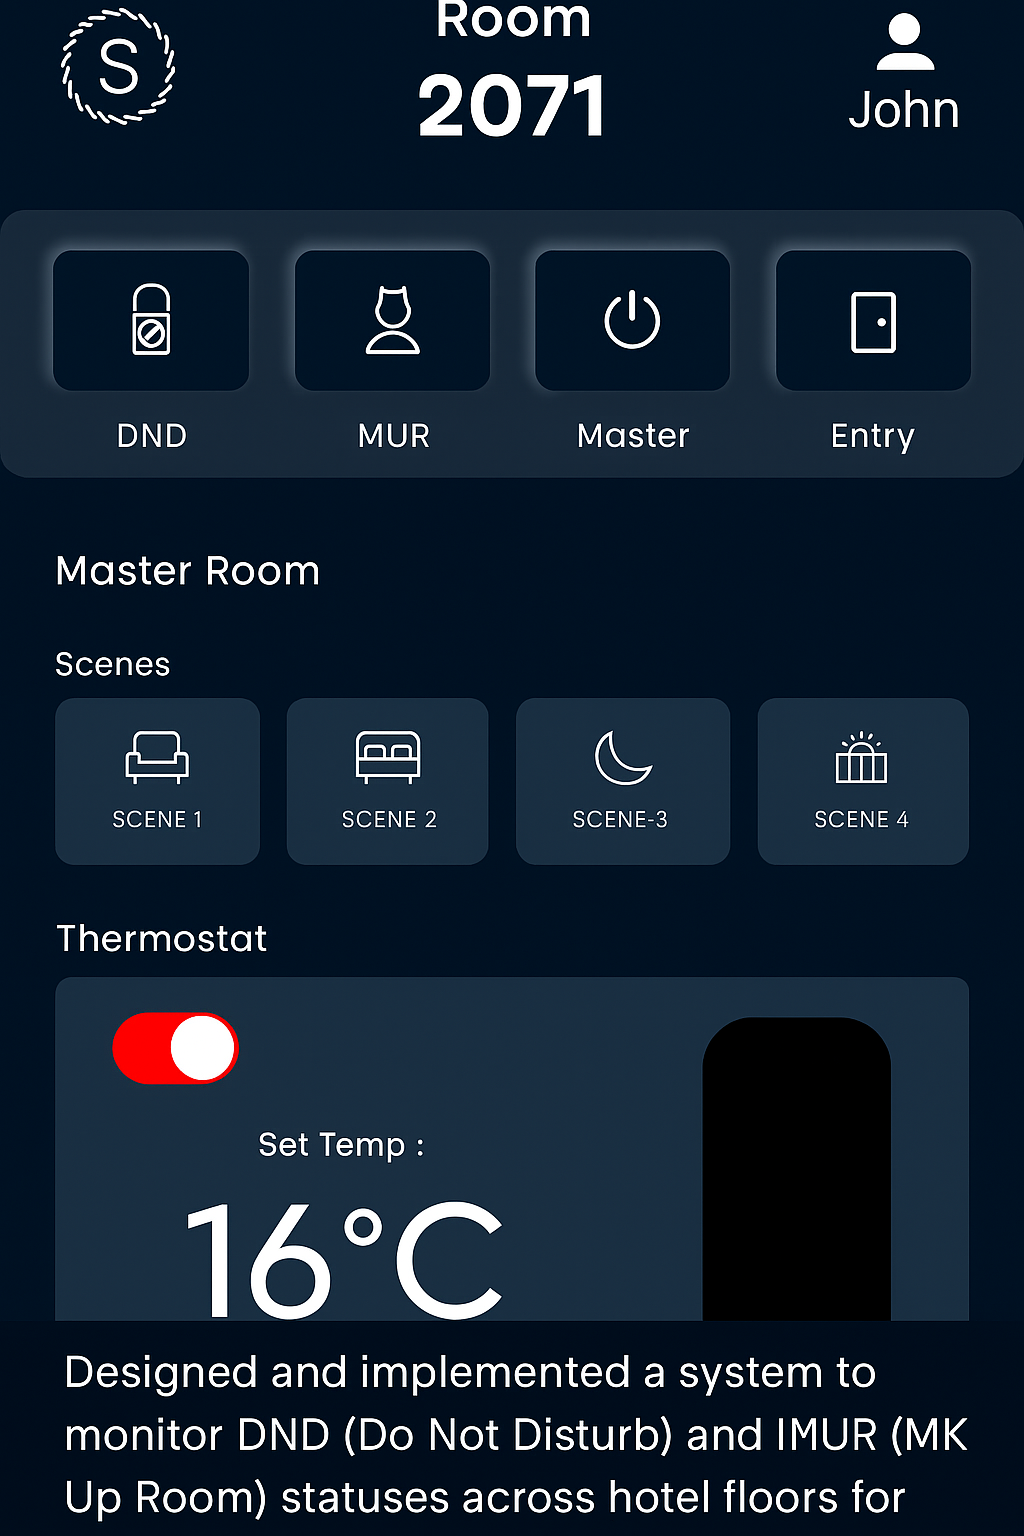 S
Room
2071
John
DND
MUR
Master
Entry
Master Room
Scenes
SCENE 1
SCENE 2
SCENE-3
SCENE 4
Thermostat
Set Temp :
16°C
Designed and implemented a system to
monitor DND (Do Not Disturb) and IMUR (MK
Up Room) statuses across hotel floors for